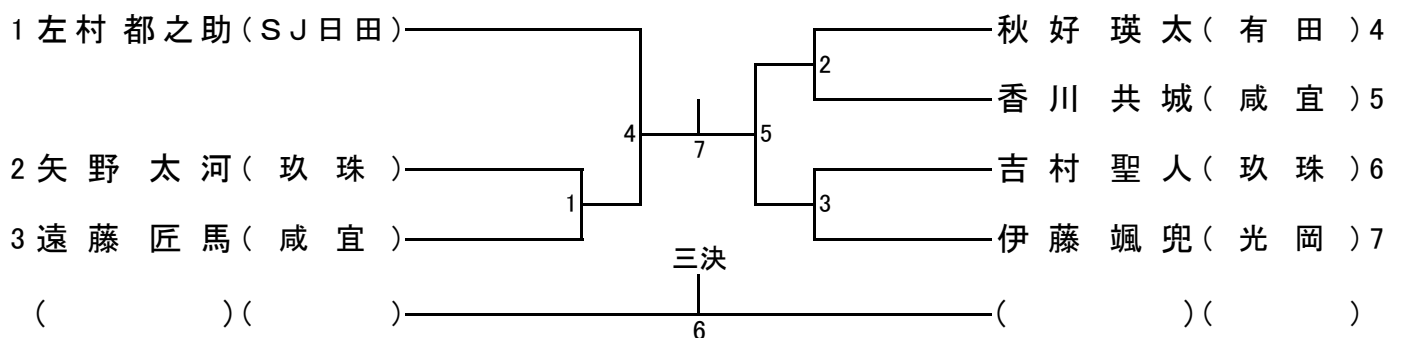 1 左村 都之助(ＳＪ日田) 秋好 瑛太(有田) 4
2
香川 共城(咸宜) 5
4 5
7
2 矢野 太河(玖珠) 吉村 聖人(玖珠) 6
1 3
3 遠藤 匠馬(咸宜) 伊藤 颯兜(光岡) 7
三決
( )( ) ( )( )
6